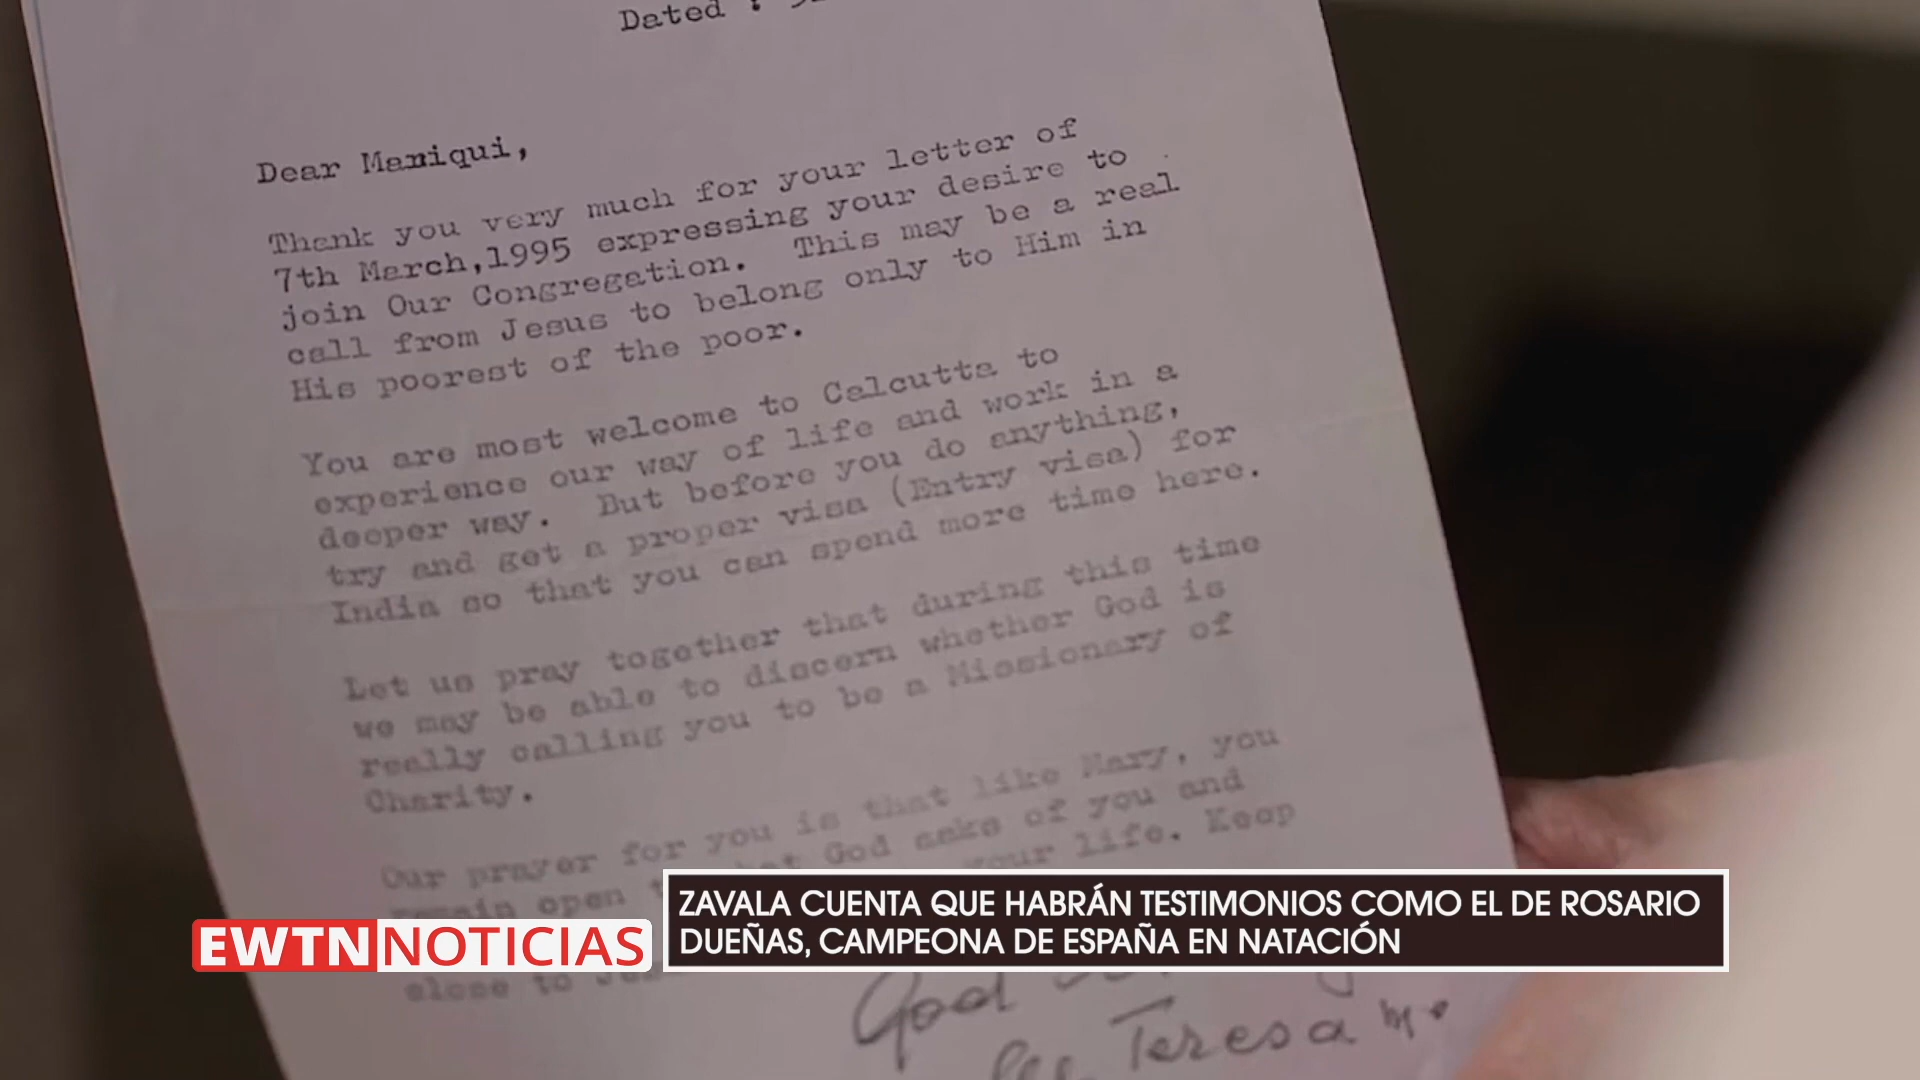 Dated :
Dear Maniqui,
Thank you very much for your letter of
7th March,1995 expressing your desire to
join Our Congregation. This may be a real
call from Jesus to belong only to Him in
His poorest of the poor.
You are most welcome to Calcutta to
experience our way of life and work in a
deeper way. But before you do anything,
try and get a proper visa (Entry visa) for
India so that you can spend more time here.
Let us pray together that during this time
we may be able to discern whether God is
really calling you to be a Missionary of
Charity.
Our prayer for you is that like Mary, you
remain open God asks of you and
your life. Keep
close to
God
Teresa mc
EWTN NOTICIAS
ZAVALA CUENTA QUE HABRÁN TESTIMONIOS COMO EL DE ROSARIO
DUEÑAS, CAMPEONA DE ESPAÑA EN NATACIÓN